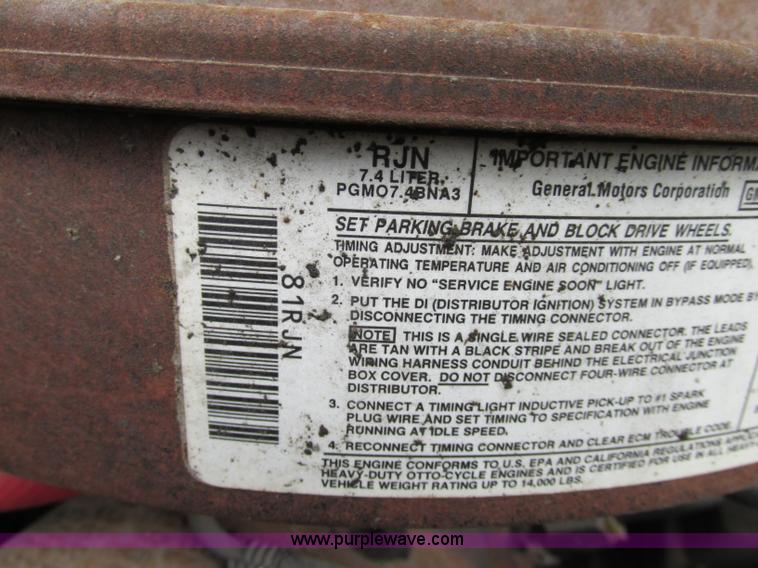 RJN
7.4 LITER
PGM07.4BNA3
IMPORTANT ENGINE INFORMA
General Motors Corporation GM
SET PARKING BRAKE AND BLOCK DRIVE WHEELS.
TIMING ADJUSTMENT: MAKE ADJUSTMENT WITH ENGINE AT NORMAL
OPERATING TEMPERATURE AND AIR CONDITIONING OFF (IF EQUIPPED).
1. VERIFY NO "SERVICE ENGINE SOON" LIGHT.
2. PUT THE DI (DISTRIBUTOR IGNITION) SYSTEM IN BYPASS MODE BY
DISCONNECTING THE TIMING CONNECTOR.
NOTE THIS IS A SINGLE WIRE SEALED CONNECTOR. THE LEADS
ARE TAN WITH A BLACK STRIPE AND BREAK OUT OF THE ENGINE
WIRING HARNESS CONDUIT BEHIND THE ELECTRICAL JUNCTION
BOX COVER. DO NOT DISCONNECT FOUR-WIRE CONNECTOR AT
DISTRIBUTOR.
3. CONNECT A TIMING LIGHT INDUCTIVE PICK-UP TO #1 SPARK
PLUG WIRE AND SET TIMING TO SPECIFICATION WITH ENGINE
RUNNING AT IDLE SPEED.
4. RECONNECT TIMING CONNECTOR AND CLEAR ECM TROUBLE CODE.
THIS ENGINE CONFORMS TO U.S. EPA AND CALIFORNIA REGULATIONS APPLIC
HEAVY-DUTY OTTO-CYCLE ENGINES AND IS CERTIFIED FOR USE IN ALL HEAVY
VEHICLE WEIGHT RATING UP TO 14,000 LBS.
81RJN
www.purplewave.com